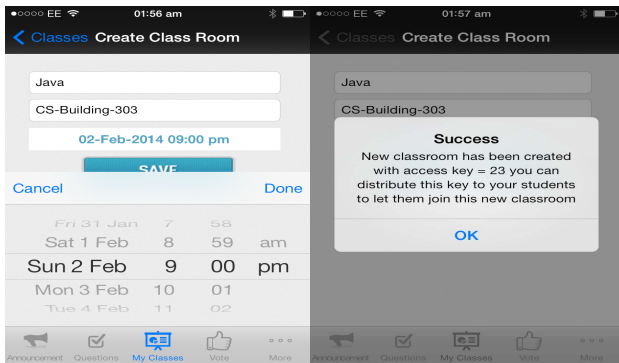 EE 01:56 am
Classes Create Class Room
Java
CS-Building-303
02-Feb-2014 09:00 pm
SAVE
Cancel Done
Fri 31 Jan 7 58
Sat 1 Feb 8 59 am
Sun 2 Feb 9 00 pm
Mon 3 Feb 10 01
Tue 4 Feb 11 02
Announcement Questions My Classes Vote More
EE 01:57 am
Classes Create Class Room
Java
CS-Building-303
Success
New classroom has been created
with access key = 23 you can
distribute this key to your students
to let them join this new classroom
OK
Announcement Questions My Classes Vote More